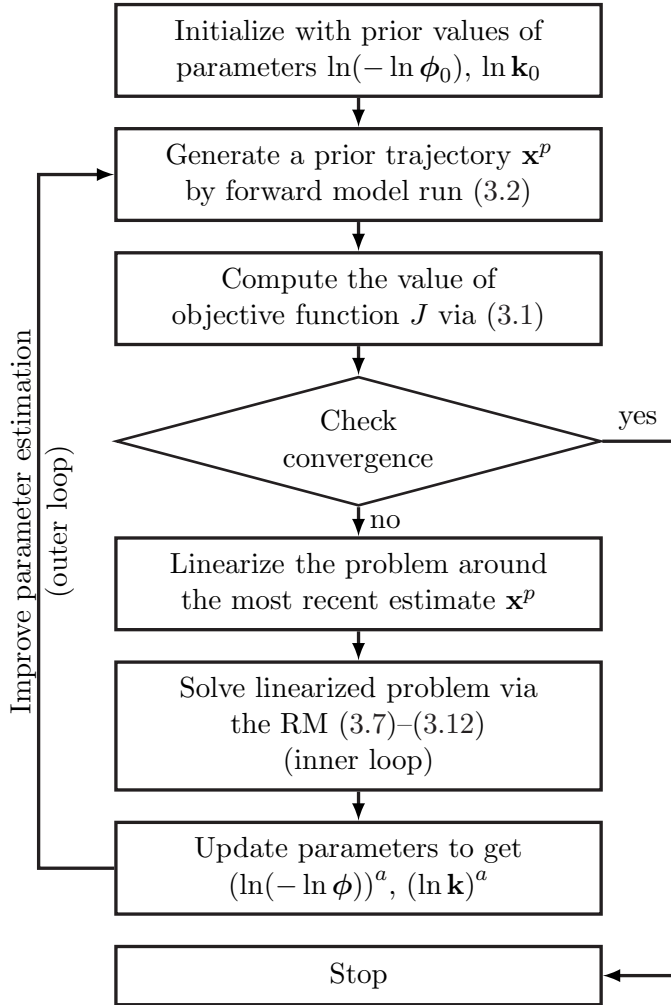 Initialize with prior values of
parameters ln(− ln ϕ₀), ln k₀
Generate a prior trajectory xᵖ
by forward model run (3.2)
Compute the value of
objective function J via (3.1)
Check
convergence
yes
no
Linearize the problem around
the most recent estimate xᵖ
Solve linearized problem via
the RM (3.7)–(3.12)
(inner loop)
Update parameters to get
(ln(− ln ϕ))ᵃ, (ln k)ᵃ
Improve parameter estimation
(outer loop)
Stop